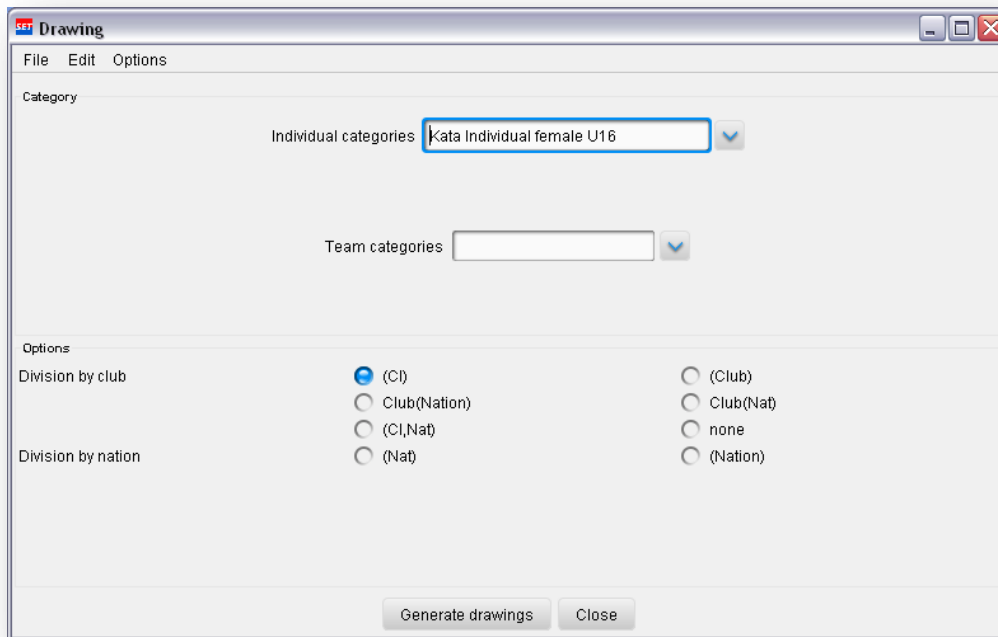 SET Drawing
File Edit Options
Category
Individual categories Kata Individual female U16
Team categories
Options
Division by club (Cl) (Club)
Club(Nation) Club(Nat)
(Cl,Nat) none
Division by nation (Nat) (Nation)
Generate drawings Close